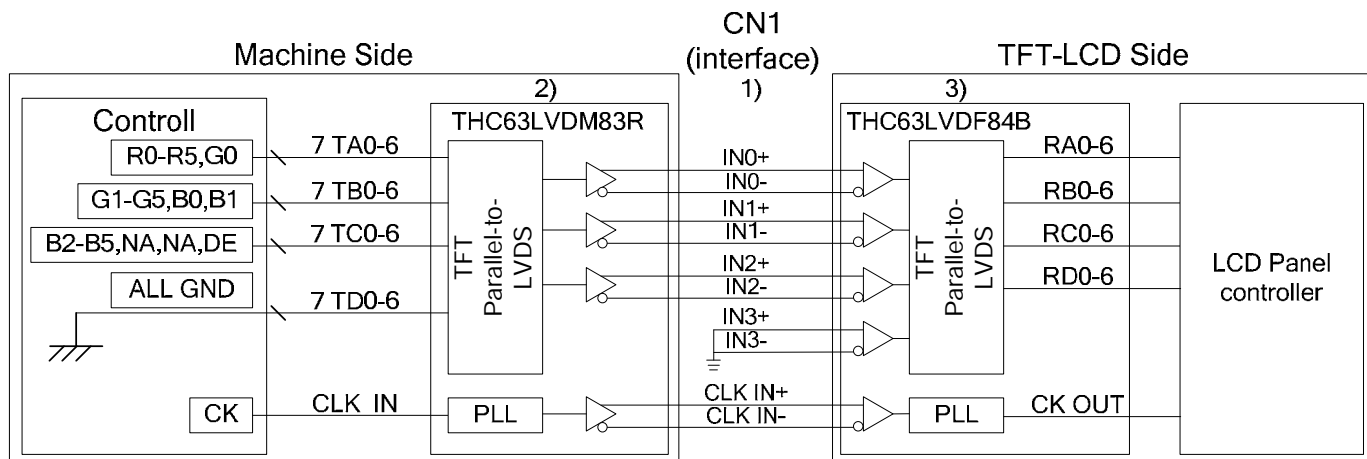 CN1
(interface)
1)
Machine Side
TFT-LCD Side
2)
3)
Controll
THC63LVDM83R
THC63LVDF84B
R0-R5,G0
7 TA0-6
IN0+
IN0-
RA0-6
G1-G5,B0,B1
7 TB0-6
IN1+
IN1-
RB0-6
B2-B5,NA,NA,DE
7 TC0-6
TFT
Parallel-to-
LVDS
IN2+
IN2-
TFT
Parallel-to-
LVDS
RC0-6
ALL GND
7 TD0-6
IN3+
IN3-
RD0-6
LCD Panel
controller
CK
CLK IN
PLL
CLK IN+
CLK IN-
PLL
CK OUT